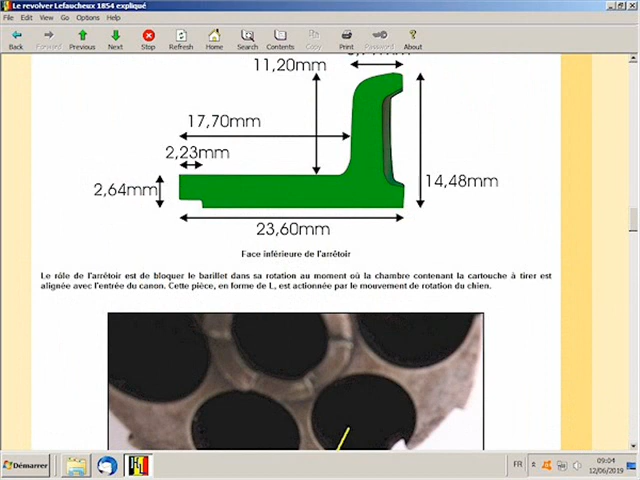 Le revolver Lefaucheux 1854 expliqué
File Edit View Go Options Help
Back Forward Previous Next Stop Refresh Home Search Contents Copy Print Password About
11,20mm
17,70mm
2,23mm
2,64mm
14,48mm
23,60mm
Face inférieure de l'arrêtoir
Le rôle de l'arrêtoir est de bloquer le barillet dans sa rotation au moment où la chambre contenant la cartouche à tirer est
alignée avec l'entrée du canon. Cette pièce, en forme de L, est actionnée par le mouvement de rotation du chien.
Démarrer
FR
09:04
12/06/2019